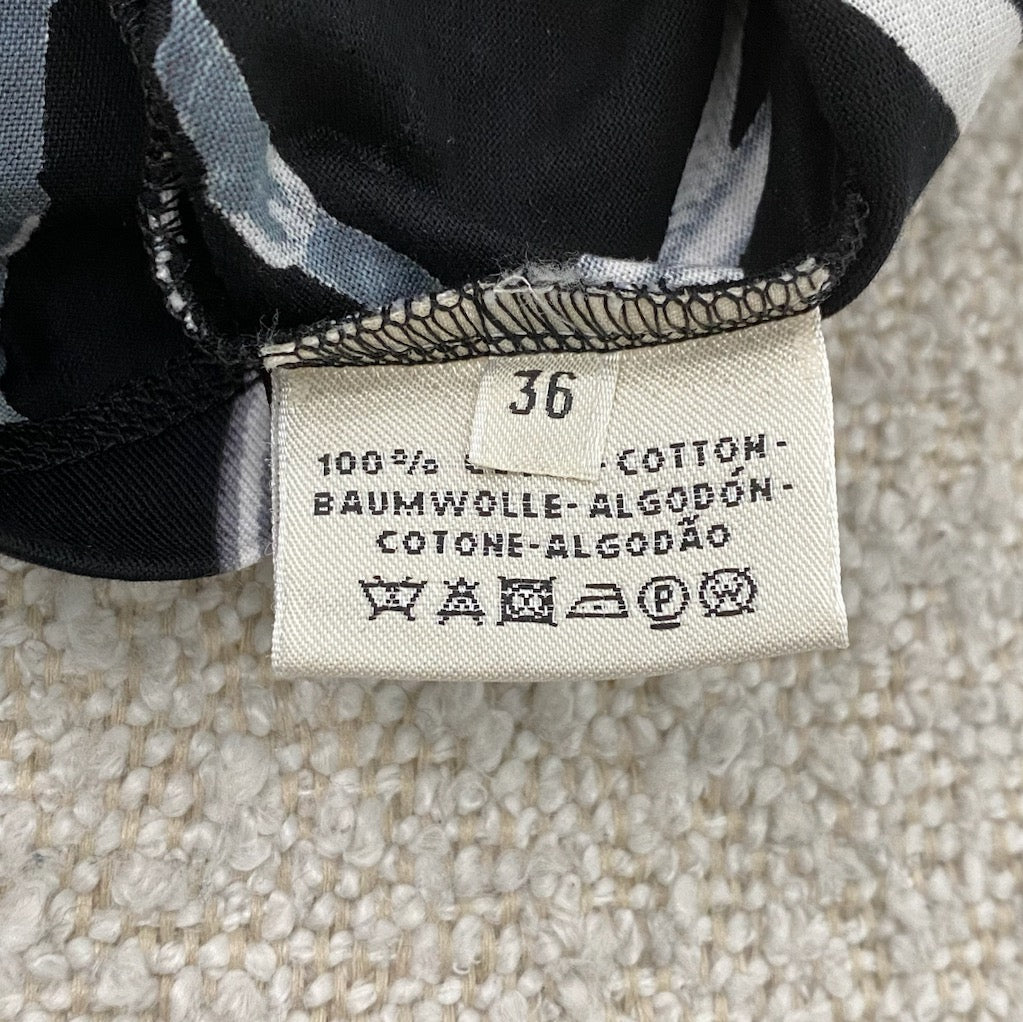 36
100% - COTTON -
BAUMWOLLE - ALGODÓN -
COTONE - ALGODÃO
P W